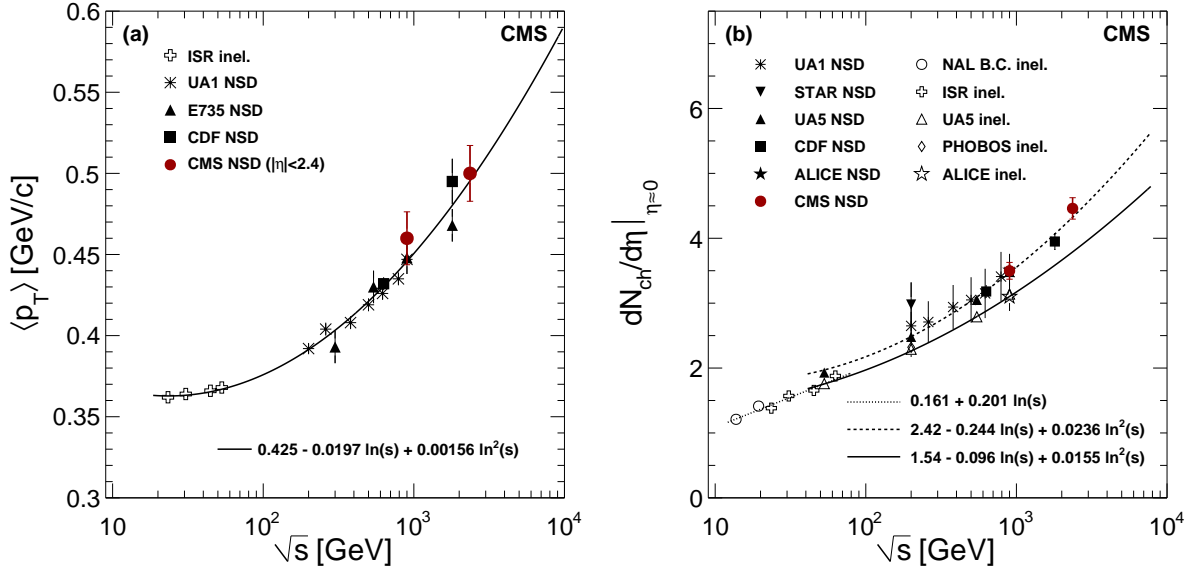 (a)
CMS
ISR inel.
UA1 NSD
E735 NSD
CDF NSD
CMS NSD (|η|<2.4)
0.425 - 0.0197 ln(s) + 0.00156 ln²(s)
⟨p_T⟩ [GeV/c]
0.6
0.55
0.5
0.45
0.4
0.35
0.3
10
10²
10³
10⁴
√s [GeV]
(b)
CMS
UA1 NSD
STAR NSD
UA5 NSD
CDF NSD
ALICE NSD
CMS NSD
NAL B.C. inel.
ISR inel.
UA5 inel.
PHOBOS inel.
ALICE inel.
0.161 + 0.201 ln(s)
2.42 - 0.244 ln(s) + 0.0236 ln²(s)
1.54 - 0.096 ln(s) + 0.0155 ln²(s)
dN_ch/dη|_η≈0
6
4
2
0
10
10²
10³
10⁴
√s [GeV]